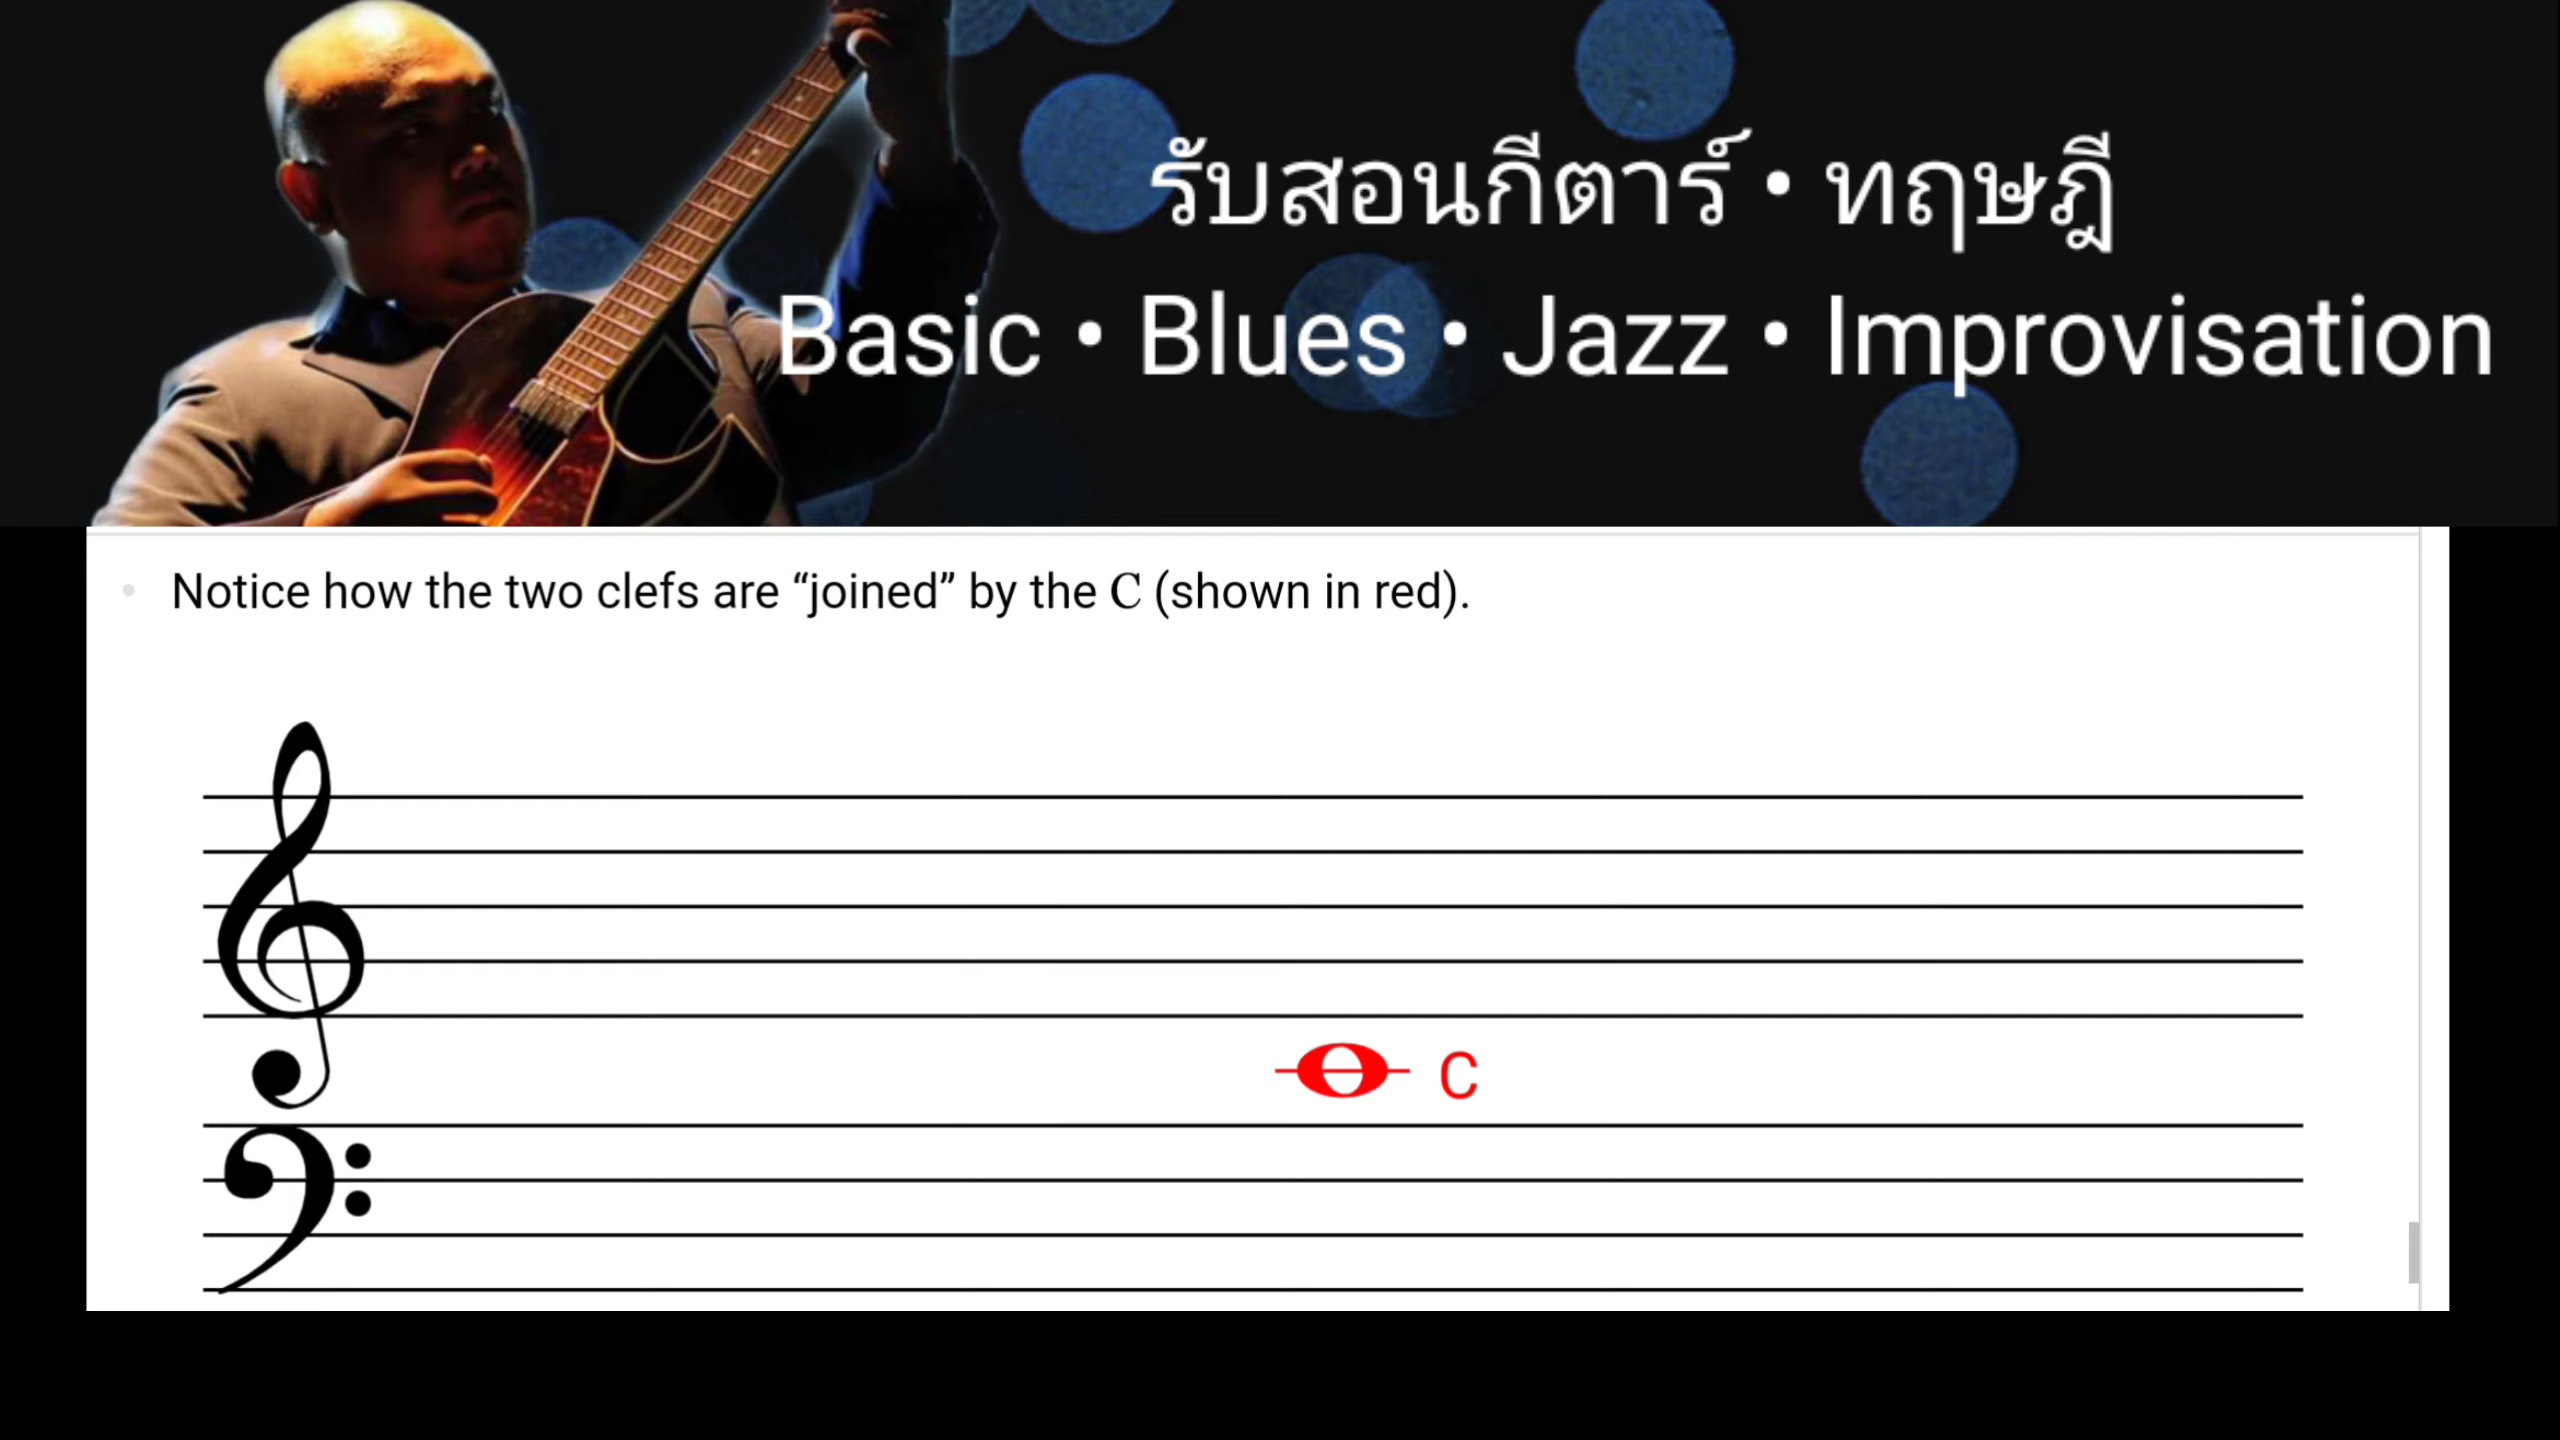 รับสอนกีตาร์ • ทฤษฎี
Basic • Blues • Jazz • Improvisation
Notice how the two clefs are “joined” by the C (shown in red).
C